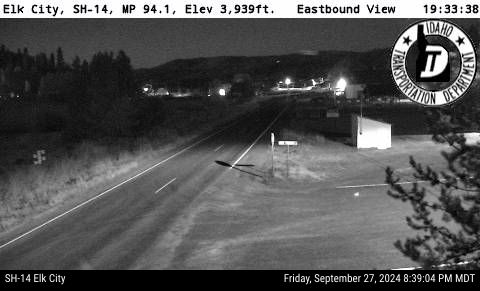 Elk City, SH-14, MP 94.1, Elev 3,939ft. Eastbound View 19:33:38
IDAHO
TRANSPORTATION DEPARTMENT
SH-14 Elk City Friday, September 27, 2024 8:39:04 PM MDT